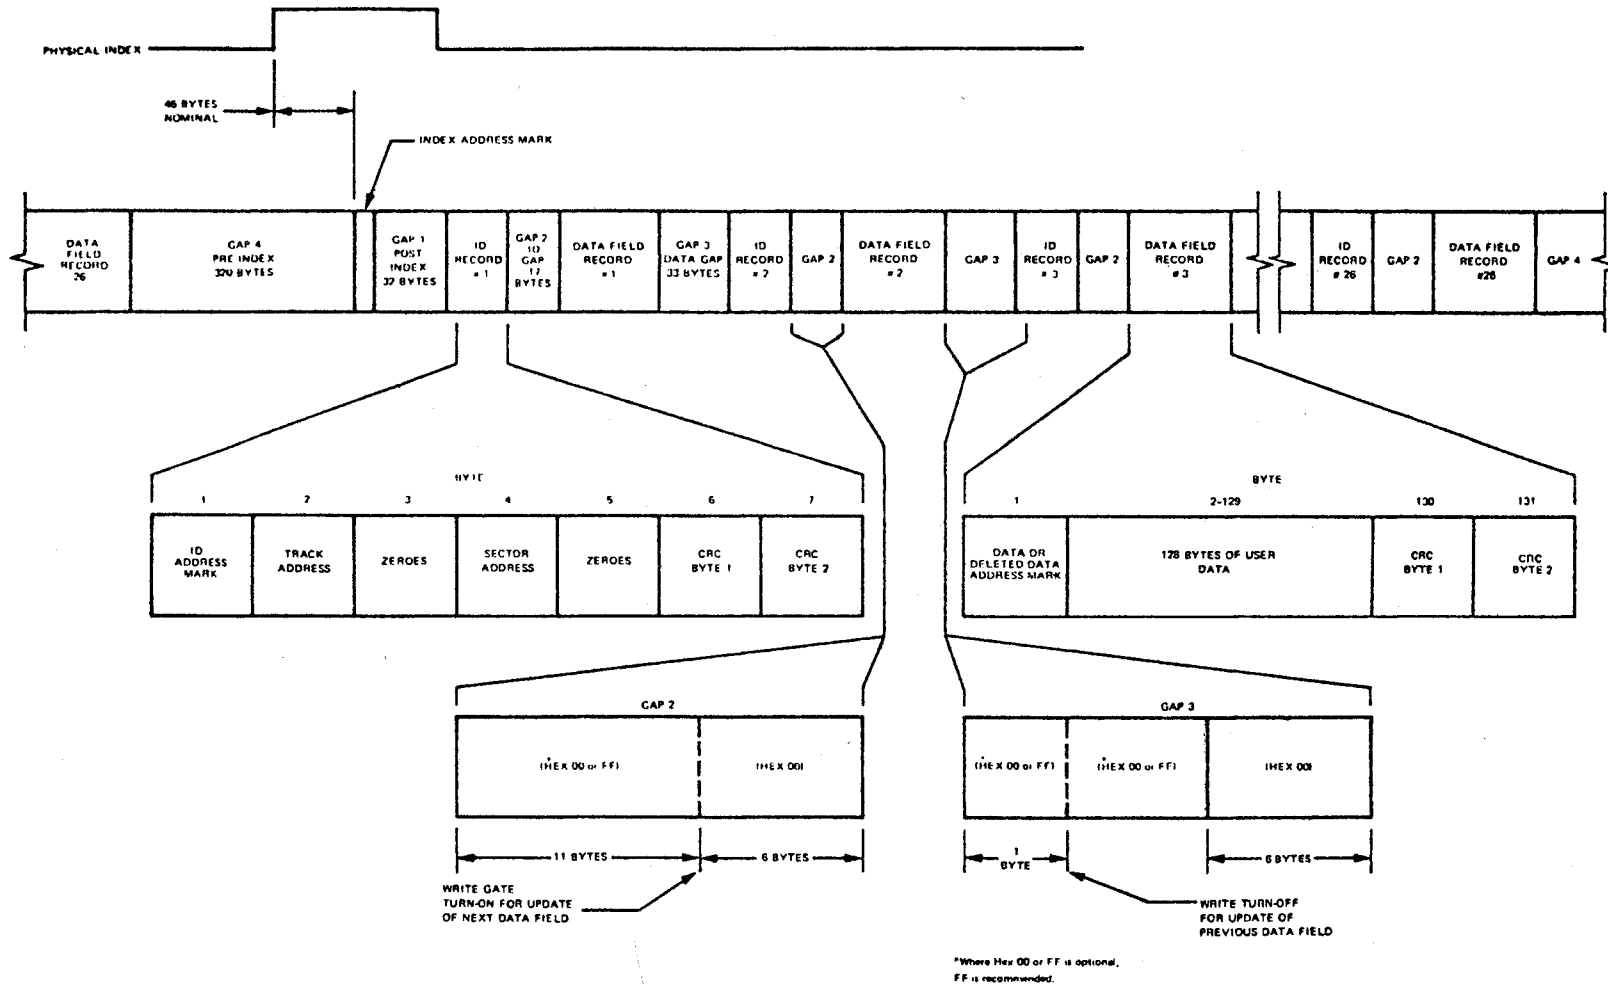 PHYSICAL INDEX
46 BYTES
NOMINAL
INDEX ADDRESS MARK
DATA
FIELD
RECORD
26
GAP 4
PRE INDEX
320 BYTES
GAP 1
POST
INDEX
32 BYTES
ID
RECORD
# 1
GAP 2
ID
GAP
17
BYTES
DATA FIELD
RECORD
#1
GAP 3
DATA GAP
33 BYTES
ID
RECORD
# 2
GAP 2
DATA FIELD
RECORD
#2
GAP 3
ID
RECORD
# 3
GAP 2
DATA FIELD
RECORD
# 3
ID
RECORD
# 26
GAP 2
DATA FIELD
RECORD
#26
GAP 4
BYTE
1 2 3 4 5 6 7
ID
ADDRESS
MARK
TRACK
ADDRESS
ZEROES
SECTOR
ADDRESS
ZEROES
CRC
BYTE 1
CRC
BYTE 2
BYTE
1 2-129 130 131
DATA OR
DELETED DATA
ADDRESS MARK
128 BYTES OF USER
DATA
CRC
BYTE 1
CRC
BYTE 2
GAP 2
*
(HEX 00 or FF)
(HEX 00)
11 BYTES
6 BYTES
WRITE GATE
TURN-ON FOR UPDATE
OF NEXT DATA FIELD
GAP 3
*
(HEX 00 or FF)
*
(HEX 00 or FF)
(HEX 00)
1
BYTE
6 BYTES
WRITE TURN-OFF
FOR UPDATE OF
PREVIOUS DATA FIELD
*Where Hex 00 or FF is optional,
FF is recommended.